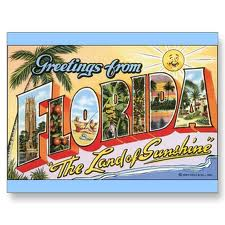 Greetings from
FLORIDA
"The Land of Sunshine"